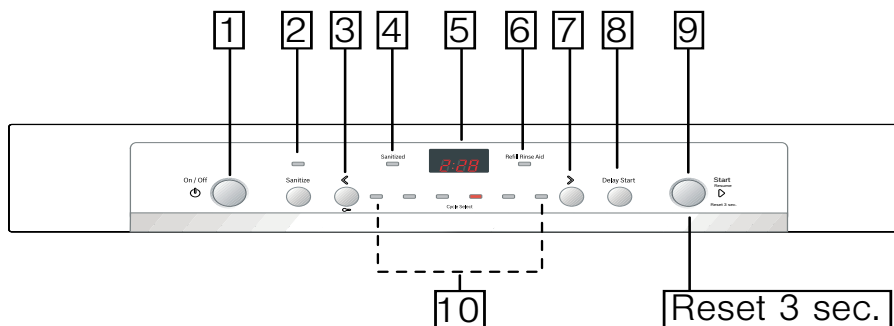 1 2 3 4 5 6 7 8 9
Sanitized
Refill Rinse Aid
2:28
On / Off
Sanitize
Delay Start
Start
Resume
Reset 3 sec.
Cycle Select
10
Reset 3 sec.